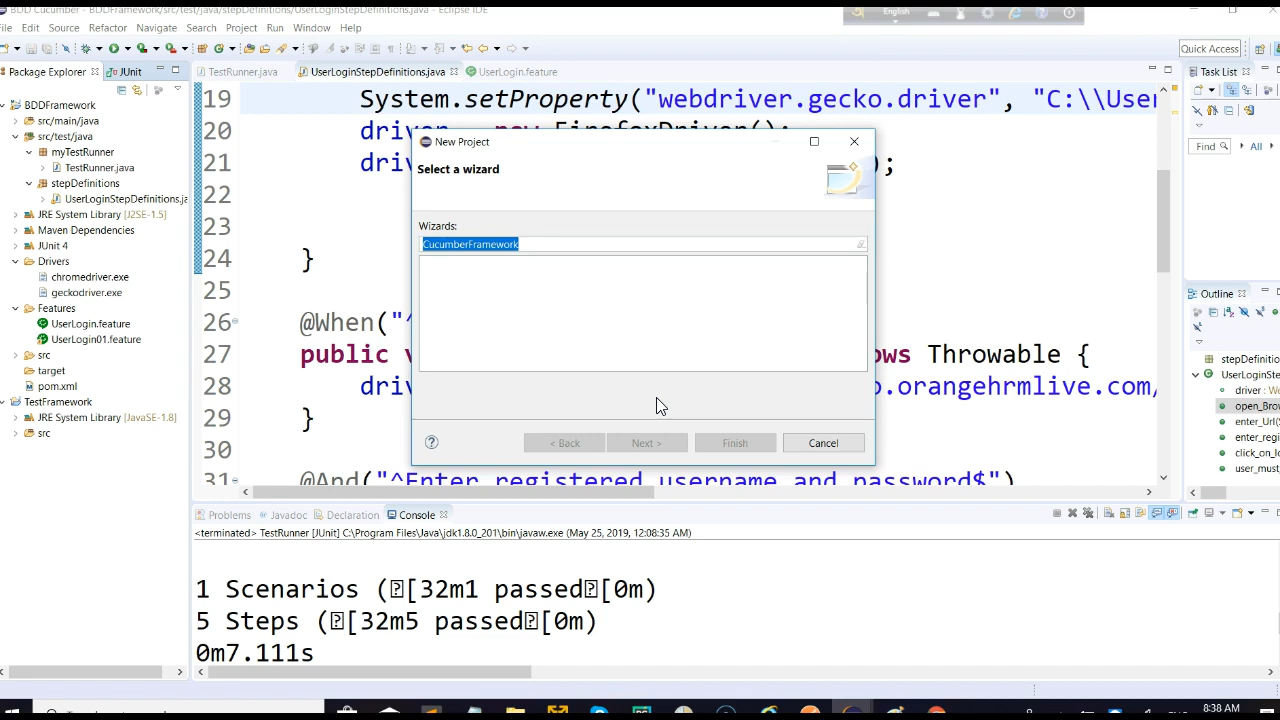 BDD Cucumber - BDDFramework/src/test/java/stepDefinitions/UserLoginStepDefinitions.java - Eclipse IDE
English
File Edit Source Refactor Navigate Search Project Run Window Help
Quick Access
Package Explorer JUnit
TestRunner.java UserLoginStepDefinitions.java UserLogin.feature
Task List
BDDFramework
src/main/java
src/test/java
myTestRunner
TestRunner.java
stepDefinitions
UserLoginStepDefinitions.ja
JRE System Library [J2SE-1.5]
Maven Dependencies
JUnit 4
Drivers
chromedriver.exe
geckodriver.exe
Features
UserLogin.feature
UserLogin01.feature
src
target
pom.xml
TestFramework
JRE System Library [JavaSE-1.8]
src
19 System.setProperty("webdriver.gecko.driver", "C:\\User
20 driver = new FirefoxDriver();
21 driv );
22
23
24 }
25
26 @When("^
27 public v ows Throwable {
28 driv o.orangehrmlive.com/
29 }
30
31 @And("^Enter registered username and password$")
New Project
Select a wizard
Wizards:
CucumberFramework
< Back Next > Finish Cancel
Find All
Outline
stepDefinitio
UserLoginSte
driver : We
open_Brow
enter_Url(S
enter_regi
click_on_lo
user_must
Problems Javadoc Declaration Console
<terminated> TestRunner [JUnit] C:\Program Files\Java\jdk1.8.0_201\bin\javaw.exe (May 25, 2019, 12:08:35 AM)
1 Scenarios (�[32m1 passed�[0m)
5 Steps (�[32m5 passed�[0m)
0m7.111s
8:38 AM